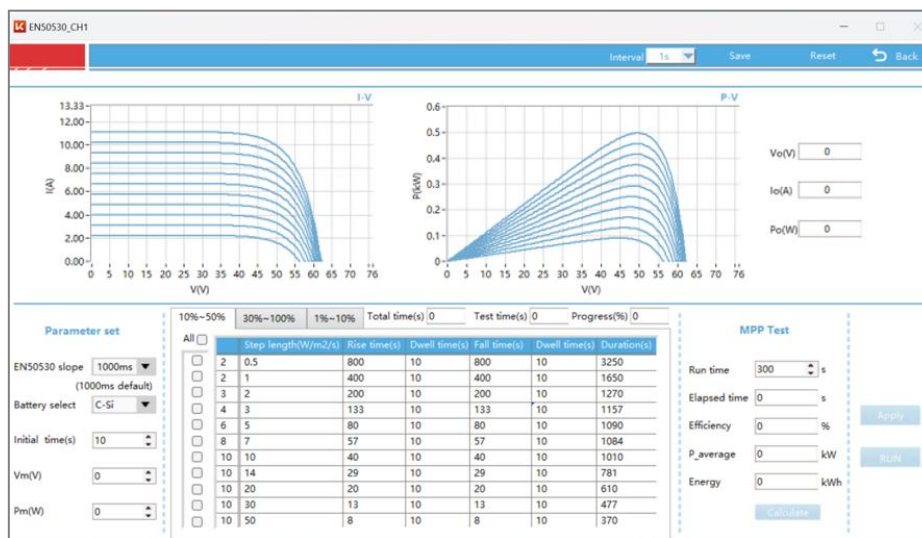 EN50530_CH1
Interval 1s Save Reset Back
I-V
I(A)
13.33
12.00
10.00
8.00
6.00
4.00
2.00
0.00
0 5 10 15 20 25 30 35 40 45 50 55 60 65 70 76
V(V)
P-V
P(kW)
0.6
0.5
0.4
0.3
0.2
0.1
0
0 5 10 15 20 25 30 35 40 45 50 55 60 65 70 76
V(V)
Vo(V) 0
Io(A) 0
Po(W) 0
Parameter set
EN50530 slope 1000ms
(1000ms default)
Battery select C-Si
Initial time(s) 10
Vm(V) 0
Pm(W) 0
10%~50% 30%~100% 1%~10% Total time(s) 0 Test time(s) 0 Progress(%) 0
All
Step length(W/m2/s) Rise time(s) Dwell time(s) Fall time(s) Dwell time(s) Duration(s)
2 0.5 800 10 800 10 3250
2 1 400 10 400 10 1650
3 2 200 10 200 10 1270
4 3 133 10 133 10 1157
6 5 80 10 80 10 1090
8 7 57 10 57 10 1084
10 10 40 10 40 10 1010
10 14 29 10 29 10 781
10 20 20 10 20 10 610
10 30 13 10 13 10 477
10 50 8 10 8 10 370
MPP Test
Run time 300 s
Elapsed time 0 s
Efficiency 0 %
P_average 0 kW
Energy 0 kWh
Calculate
Apply
RUN